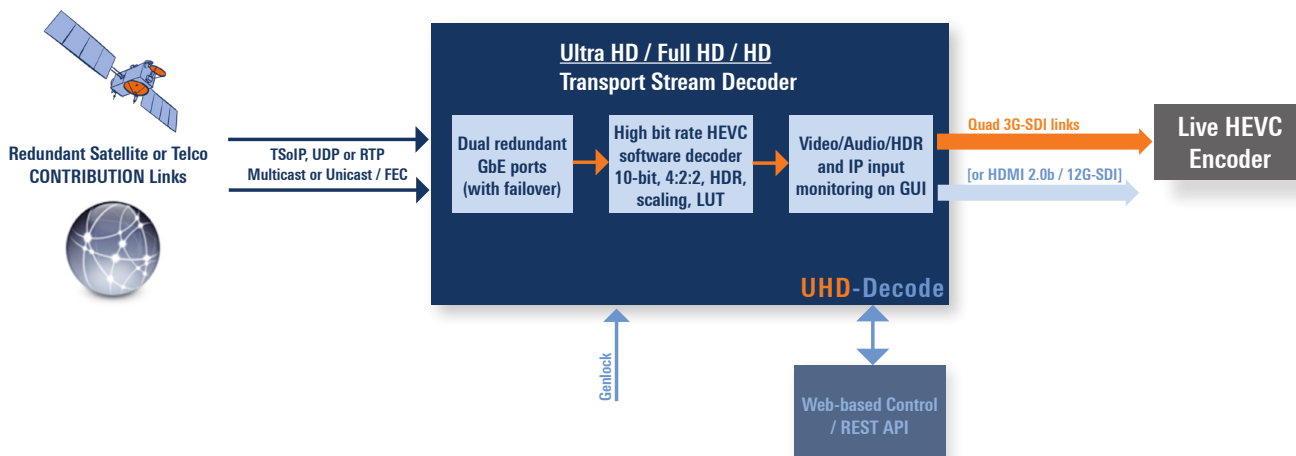 Redundant Satellite or Telco
CONTRIBUTION Links
TSoIP, UDP or RTP
Multicast or Unicast / FEC
Ultra HD / Full HD / HD
Transport Stream Decoder
Dual redundant
GbE ports
(with failover)
High bit rate HEVC
software decoder
10-bit, 4:2:2, HDR,
scaling, LUT
Video/Audio/HDR
and IP input
monitoring on GUI
UHD-Decode
Quad 3G-SDI links
[or HDMI 2.0b / 12G-SDI]
Live HEVC
Encoder
Genlock
Web-based Control
/ REST API